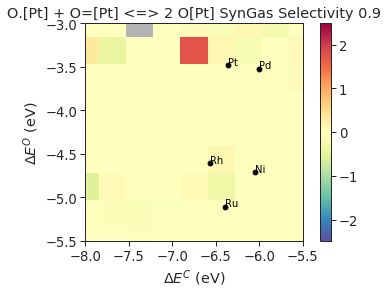 O.[Pt] + O=[Pt] <=> 2 O[Pt] SynGas Selectivity 0.9
−3.0
−3.5
−4.0
−4.5
−5.0
−5.5
ΔE^O (eV)
Pt
Pd
Rh
Ni
Ru
−8.0 −7.5 −7.0 −6.5 −6.0 −5.5
ΔE^C (eV)
2
1
0
−1
−2